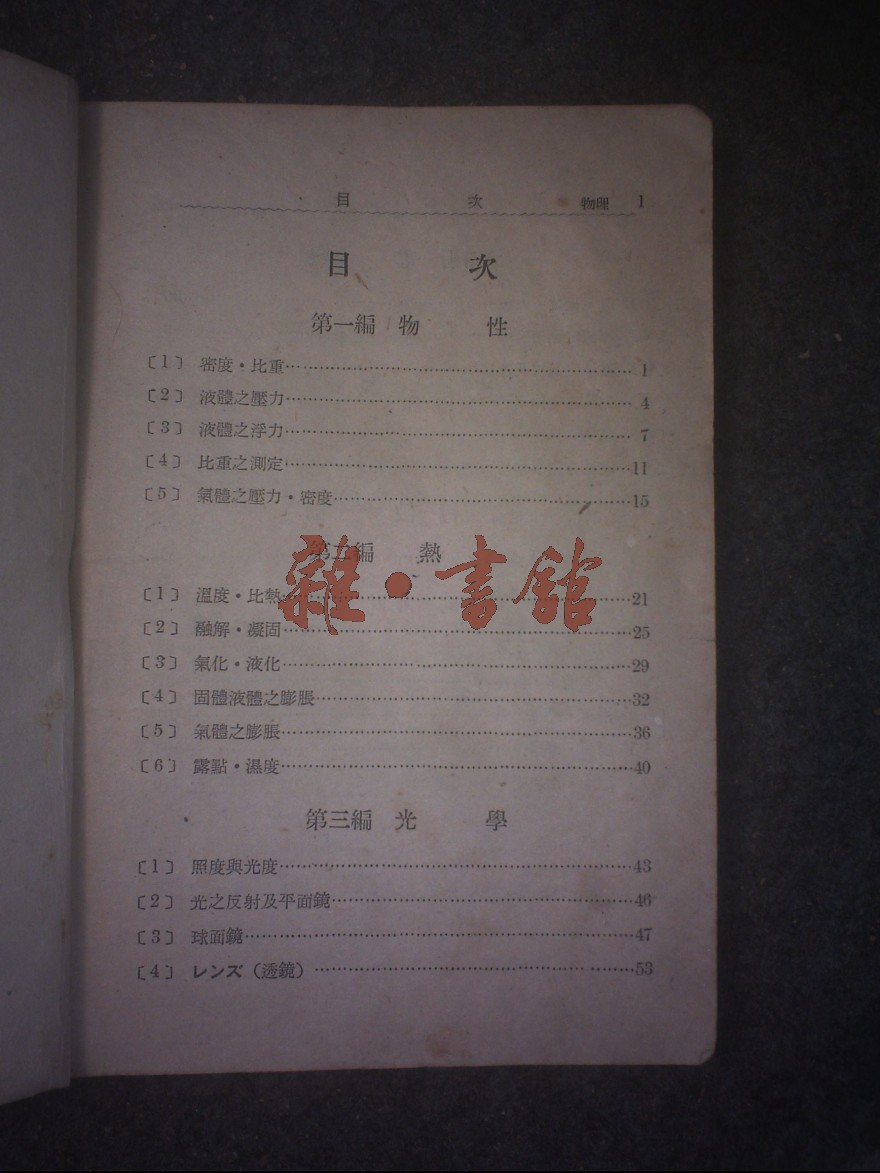 目 次 物理 1
目 次
第一編 物 性
〔1〕 密度・比重 1
〔2〕 液體之壓力 4
〔3〕 液體之浮力 7
〔4〕 比重之測定 11
〔5〕 氣體之壓力・密度 15
第二編 熱
雜・書館
〔1〕 溫度・比熱 21
〔2〕 融解・凝固 25
〔3〕 氣化・液化 29
〔4〕 固體液體之膨脹 32
〔5〕 氣體之膨脹 36
〔6〕 露點・濕度 40
第三編 光 學
〔1〕 照度與光度 43
〔2〕 光之反射及平面鏡 46
〔3〕 球面鏡 47
〔4〕 レンズ(透鏡) 53